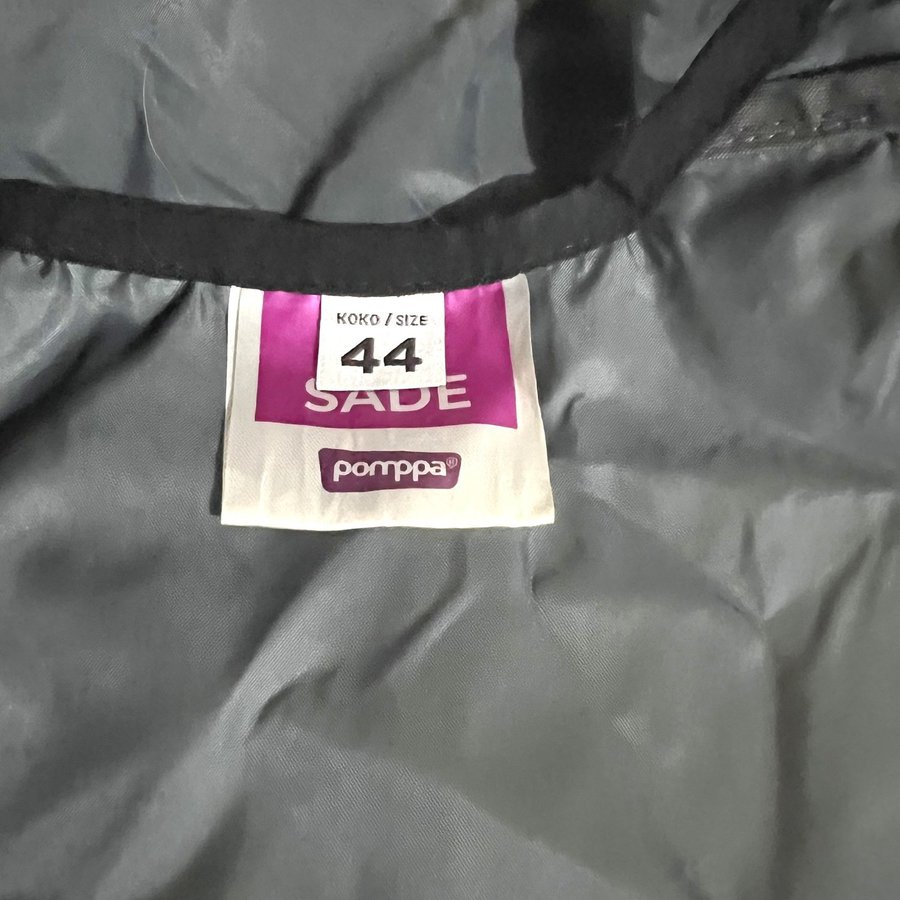 KOKO / SIZE
44
SADE
pomppa®